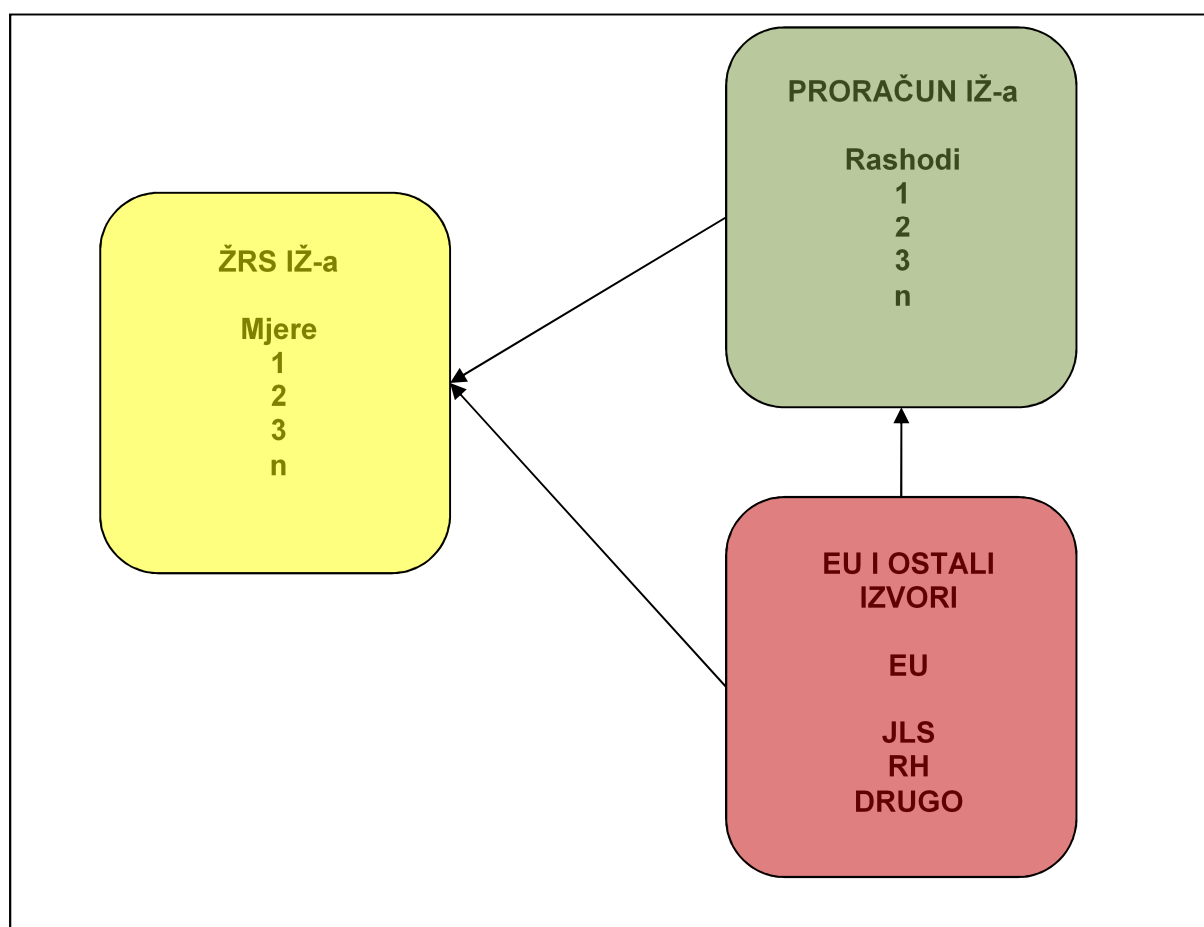 PRORAČUN IŽ-a
Rashodi
1
2
3
n
ŽRS IŽ-a
Mjere
1
2
3
n
EU I OSTALI
IZVORI
EU
JLS
RH
DRUGO